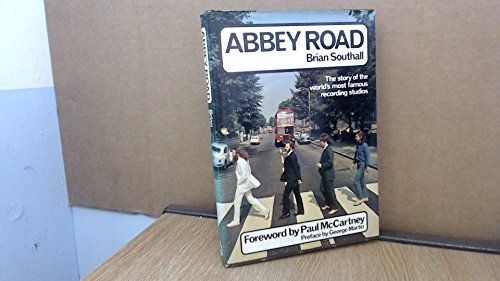 ABBEY ROAD
Brian Southall
The story of the
world's most famous
recording studios
Foreword by Paul McCartney
Preface by George Martin
ABBEY ROAD